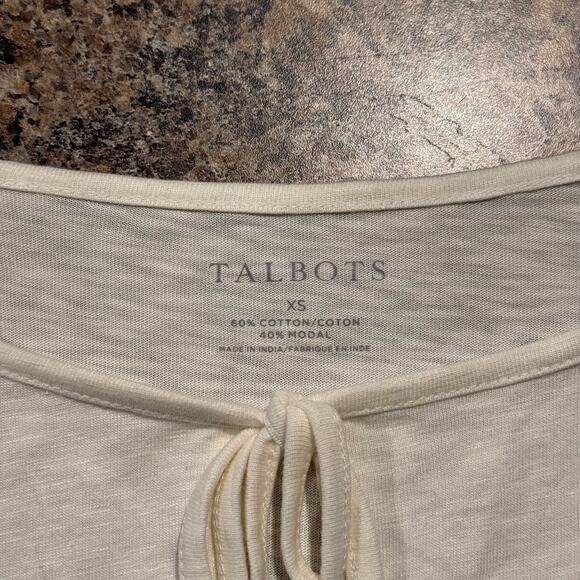 TALBOTS
XS
60% COTTON/COTON
40% MODAL
MADE IN INDIA/FABRIQUE EN INDE